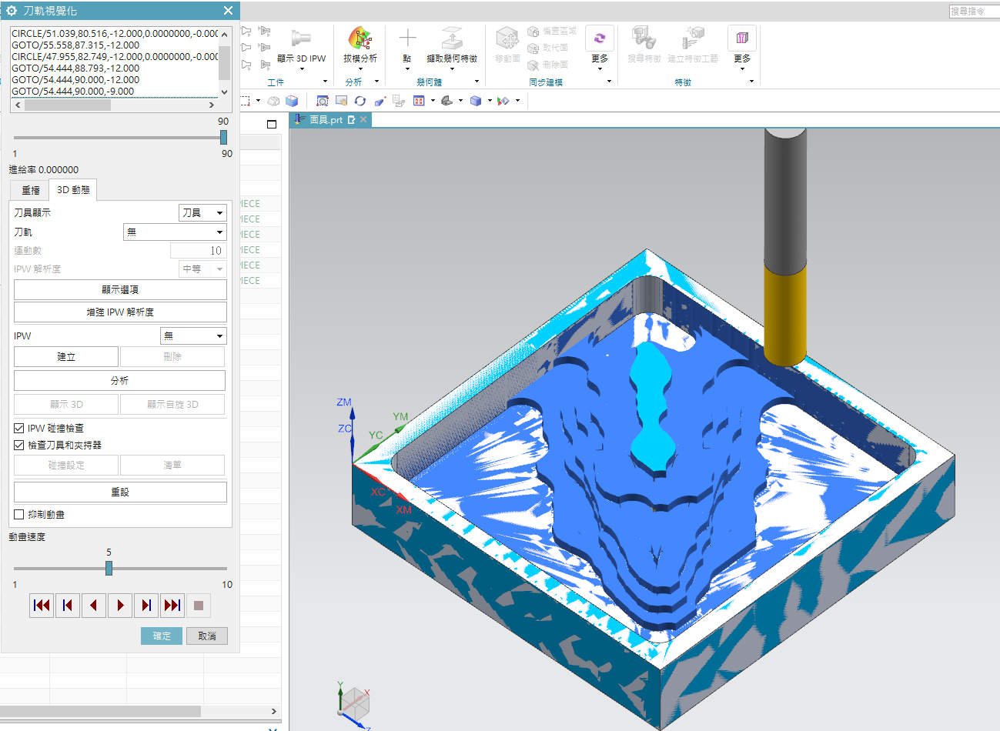 刀軌視覺化
搜尋指令
CIRCLE/51.039,80.516,-12.000,0.0000000,-0.000
GOTO/55.558,87.315,-12.000
CIRCLE/47.955,82.749,-12.000,0.0000000,-0.000
GOTO/54.444,88.793,-12.000
GOTO/54.444,90.000,-12.000
GOTO/54.444,90.000,-9.000
顯示 3D IPW
拔模分析
點
擷取幾何特徵
移動面
偏置區域
取代面
刪除面
更多
搜尋特徵
建立特徵工藝
更多
工件
分析
幾何體
同步建模
特徵
面具.prt
90
1
90
進給率 0.000000
重播
3D 動態
刀具顯示
刀具
刀軌
無
運動數
10
IPW 解析度
中等
顯示選項
增強 IPW 解析度
IPW
無
建立
刪除
分析
顯示 3D
顯示自旋 3D
IPW 碰撞檢查
檢查刀具和夾持器
碰撞設定
清單
重設
抑制動畫
動畫速度
5
1
10
確定
取消
PIECE
PIECE
PIECE
PIECE
PIECE
PIECE
ZM
ZC
YM
YC
XC
XM
Y
X
Z